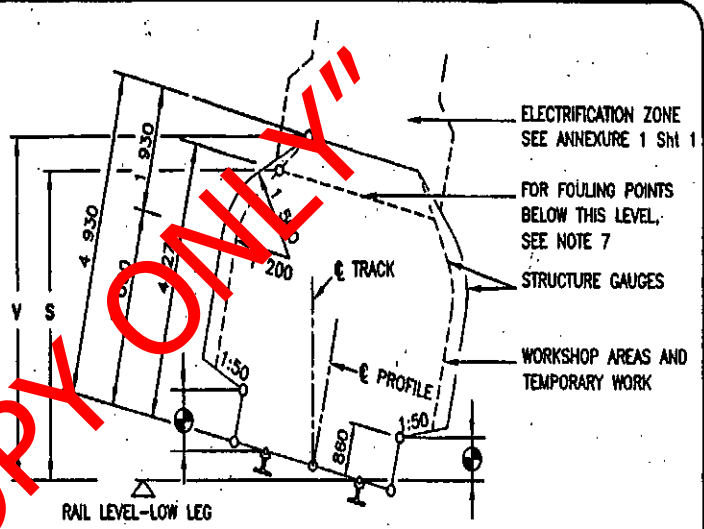 ELECTRIFICATION ZONE
SEE ANNEXURE 1 Sht 1
FOR FOULING POINTS
BELOW THIS LEVEL,
SEE NOTE 7
STRUCTURE GAUGES
WORKSHOP AREAS AND
TEMPORARY WORK
4 930
1 930
V
S
200
℄ TRACK
℄ PROFILE
1:50
1:50
860
RAIL LEVEL-LOW LEG
COPY ONLY"